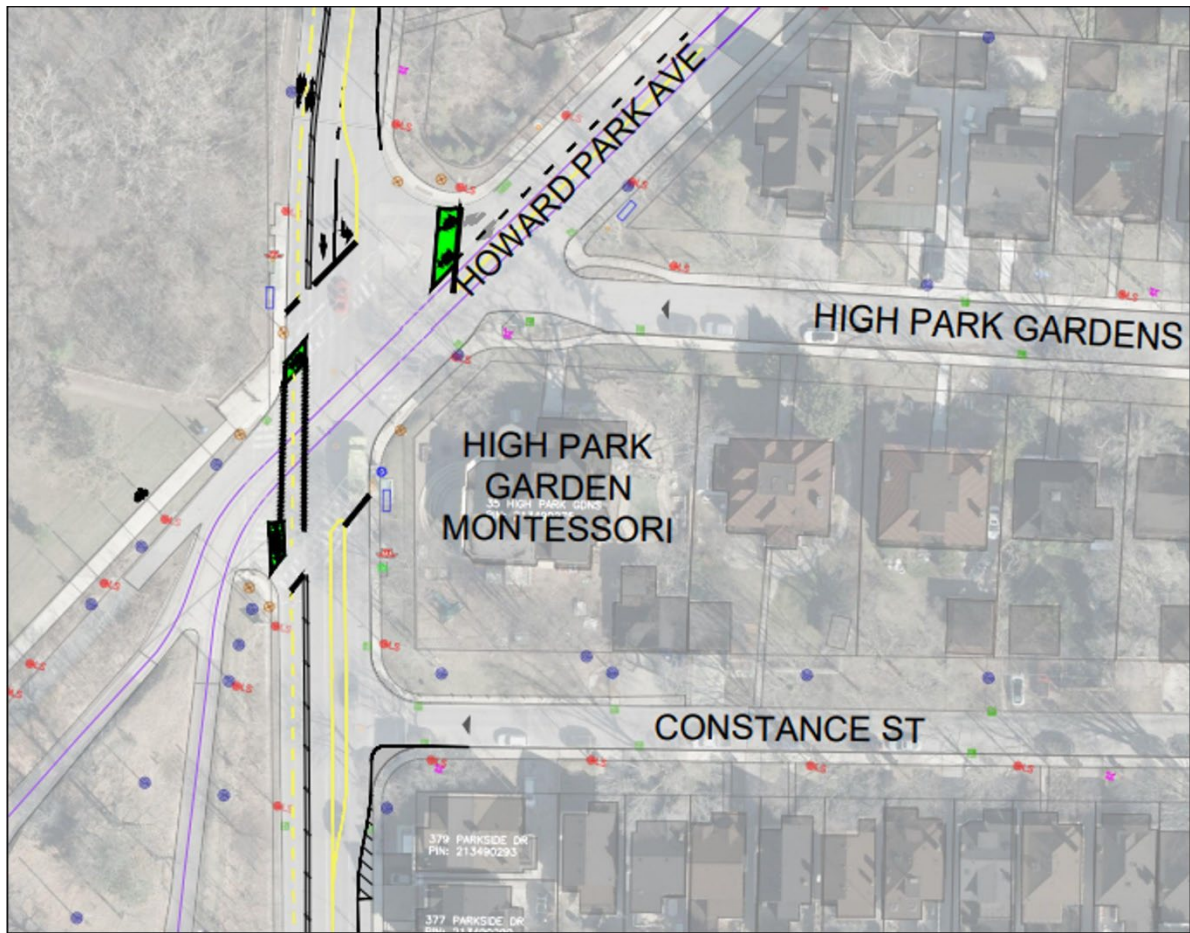 HOWARD PARK AVE
HIGH PARK GARDENS
HIGH PARK
GARDEN
MONTESSORI
35 HIGH PARK GDNS
CONSTANCE ST
379 PARKSIDE DR
PIN: 213490293
377 PARKSIDE DR